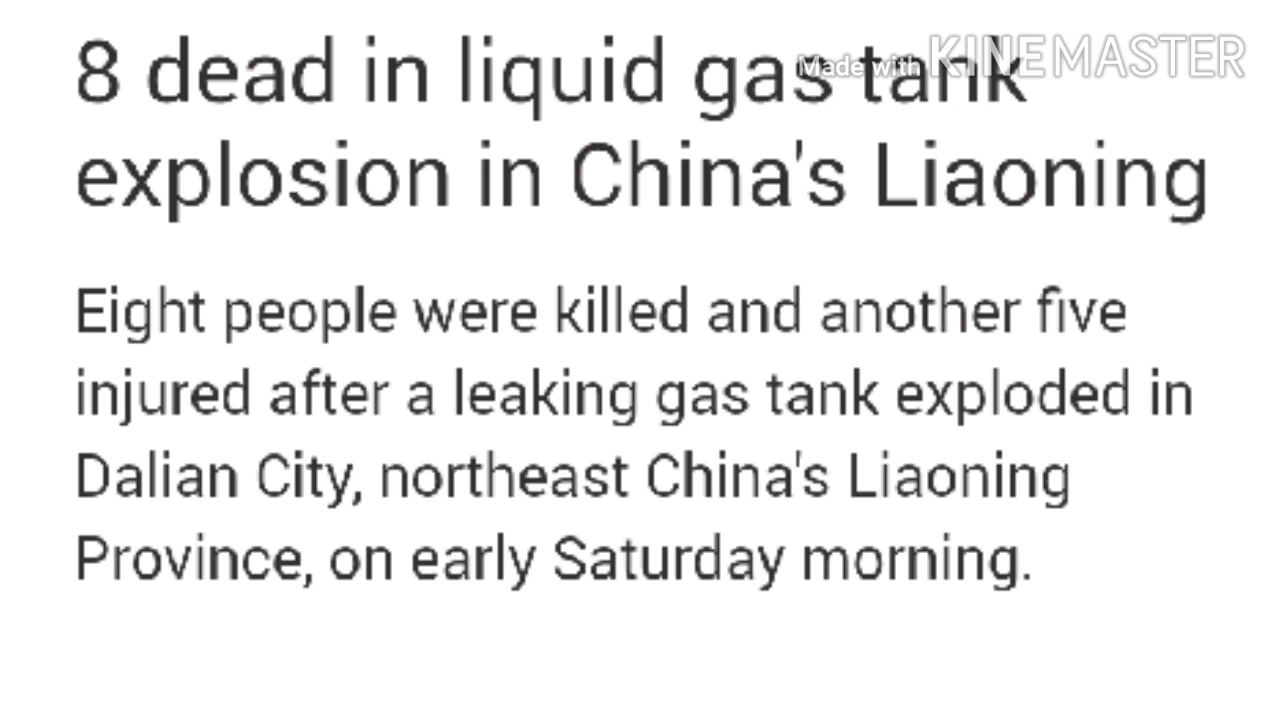 8 dead in liquid gas tank
Made with KINEMASTER
explosion in China's Liaoning
Eight people were killed and another five
injured after a leaking gas tank exploded in
Dalian City, northeast China's Liaoning
Province, on early Saturday morning.